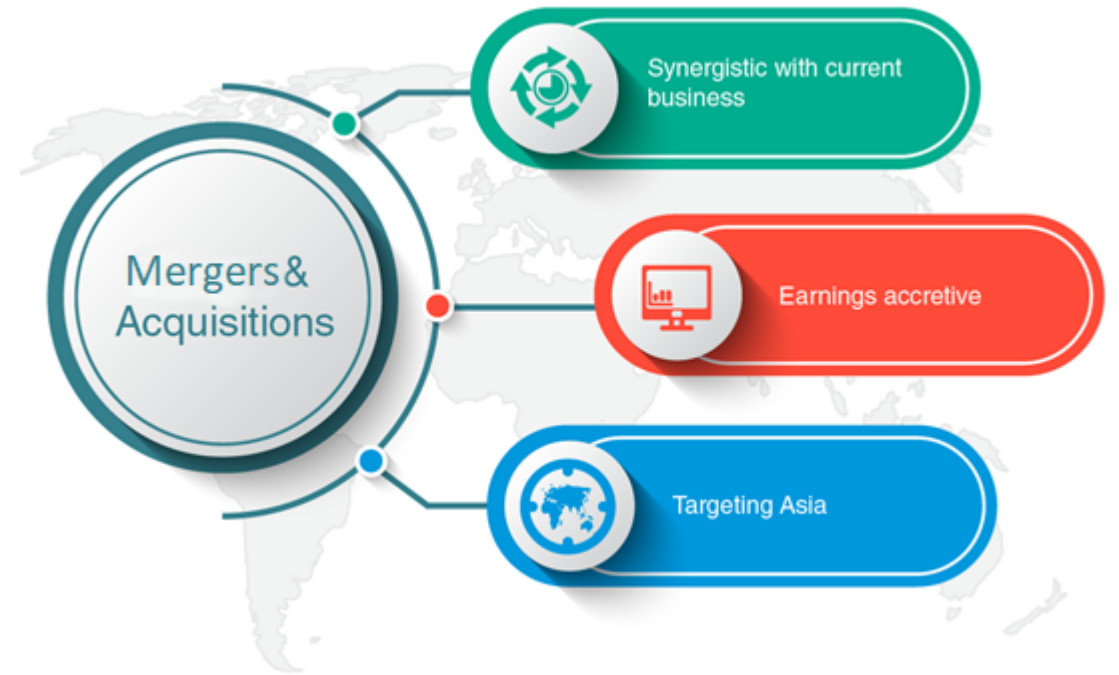 Mergers&
Acquisitions
Synergistic with current
business
Earnings accretive
Targeting Asia